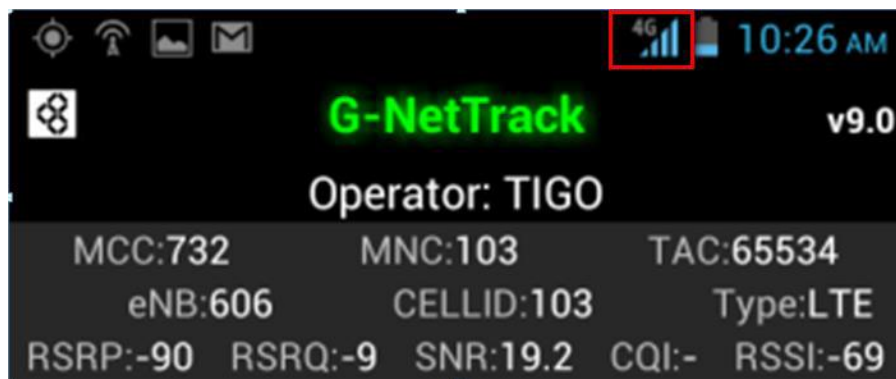 4G 10:26 AM
G-NetTrack v9.0
Operator: TIGO
MCC:732 MNC:103 TAC:65534
eNB:606 CELLID:103 Type:LTE
RSRP:-90 RSRQ:-9 SNR:19.2 CQI:- RSSI:-69